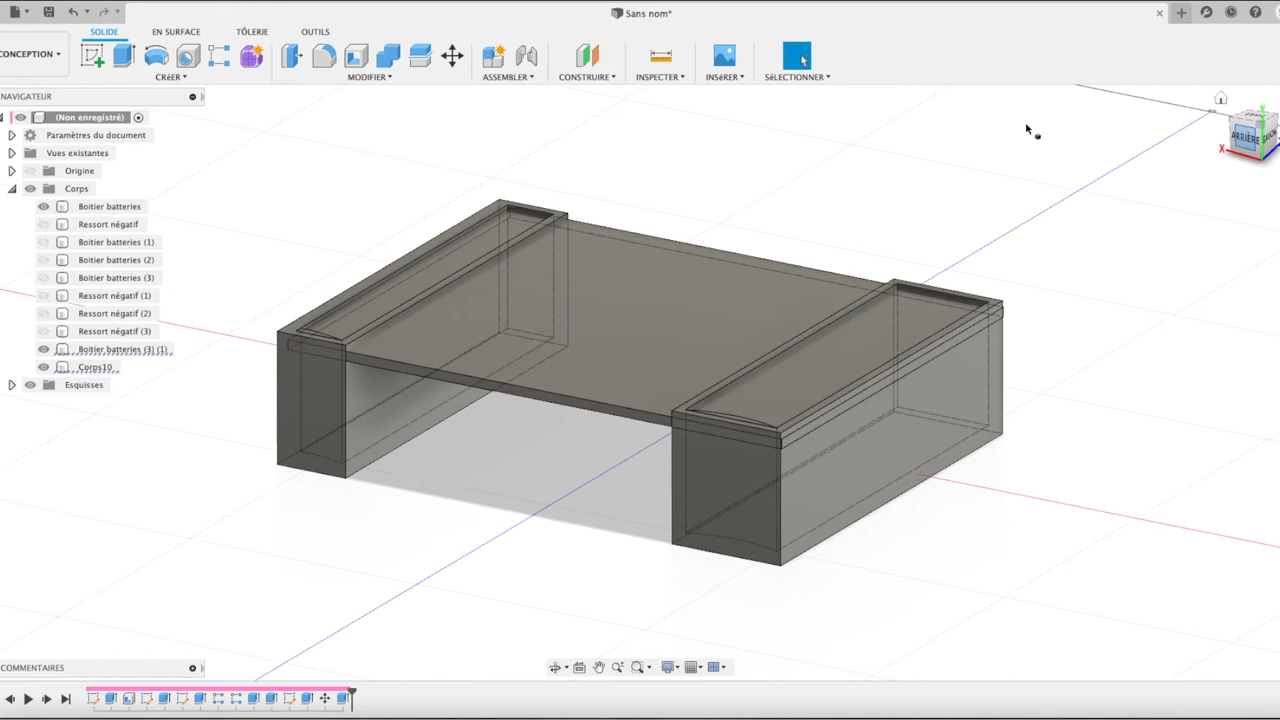 Sans nom*
SOLIDE
EN SURFACE
TÔLERIE
OUTILS
CONCEPTION
CRÉER
MODIFIER
ASSEMBLER
CONSTRUIRE
INSPECTER
INSÉRER
SÉLECTIONNER
NAVIGATEUR
(Non enregistré)
Paramètres du document
Vues existantes
Origine
Corps
Boitier batteries
Ressort négatif
Boitier batteries (1)
Boitier batteries (2)
Boitier batteries (3)
Ressort négatif (1)
Ressort négatif (2)
Ressort négatif (3)
Boitier batteries (3) (1)
Corps10
Esquisses
Y
ARRIÈRE
X
COMMENTAIRES